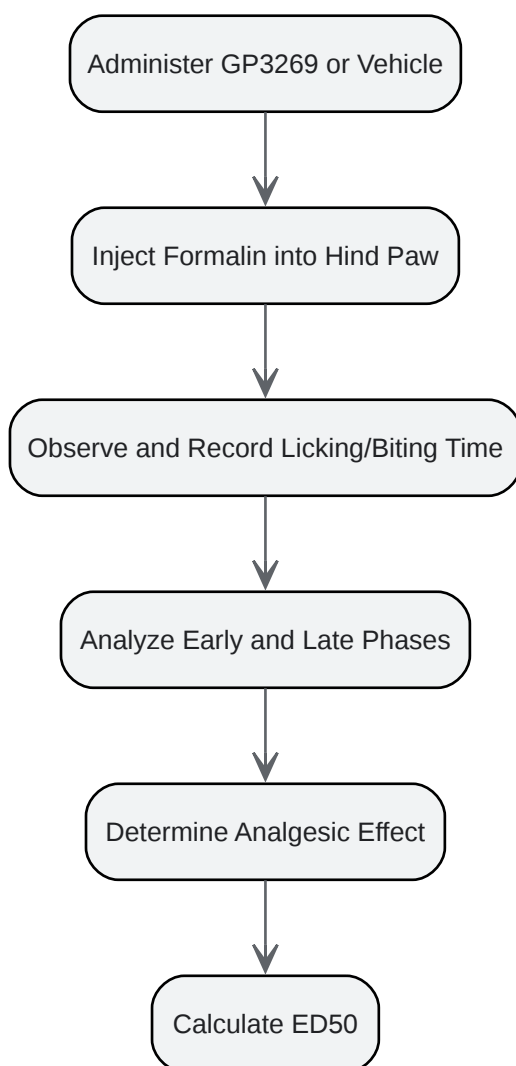 Administer GP3269 or Vehicle
Inject Formalin into Hind Paw
Observe and Record Licking/Biting Time
Analyze Early and Late Phases
Determine Analgesic Effect
Calculate ED50